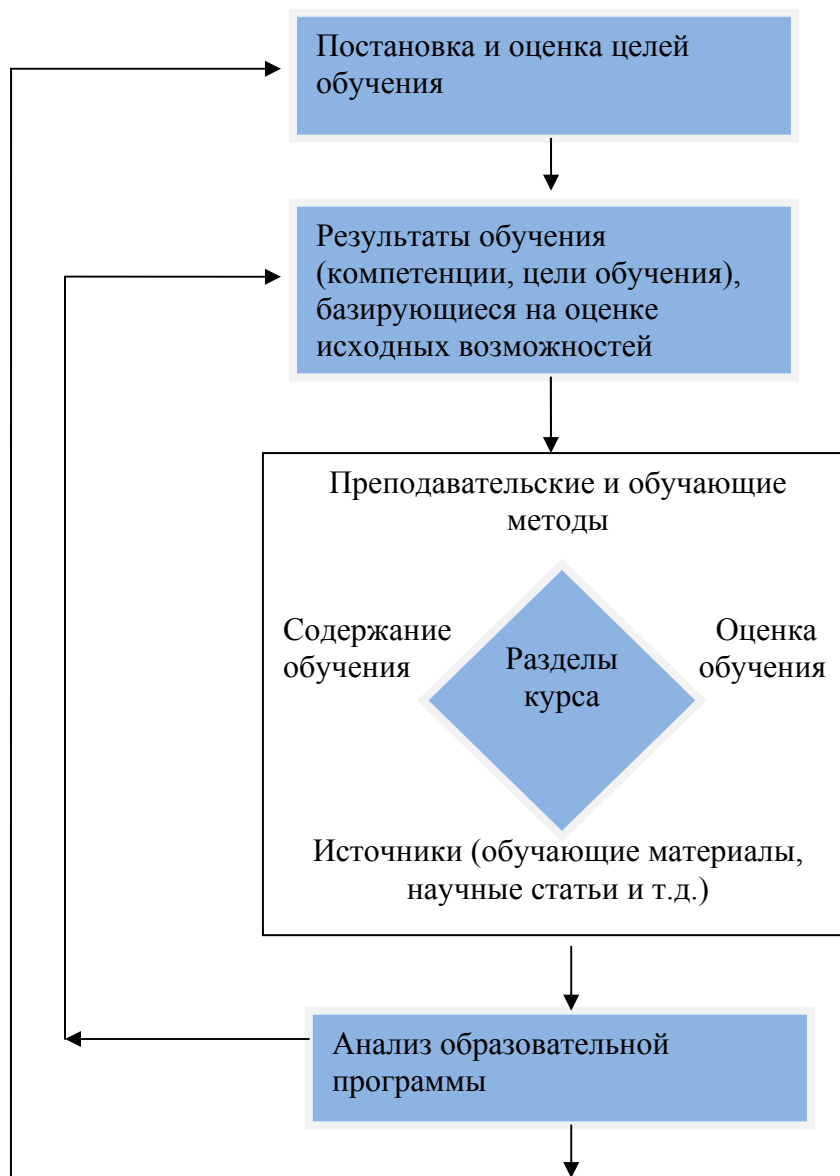 Постановка и оценка целей
обучения
Результаты обучения
(компетенции, цели обучения),
базирующиеся на оценке
исходных возможностей
Преподавательские и обучающие
методы
Содержание
обучения
Разделы
курса
Оценка
обучения
Источники (обучающие материалы,
научные статьи и т.д.)
Анализ образовательной
программы